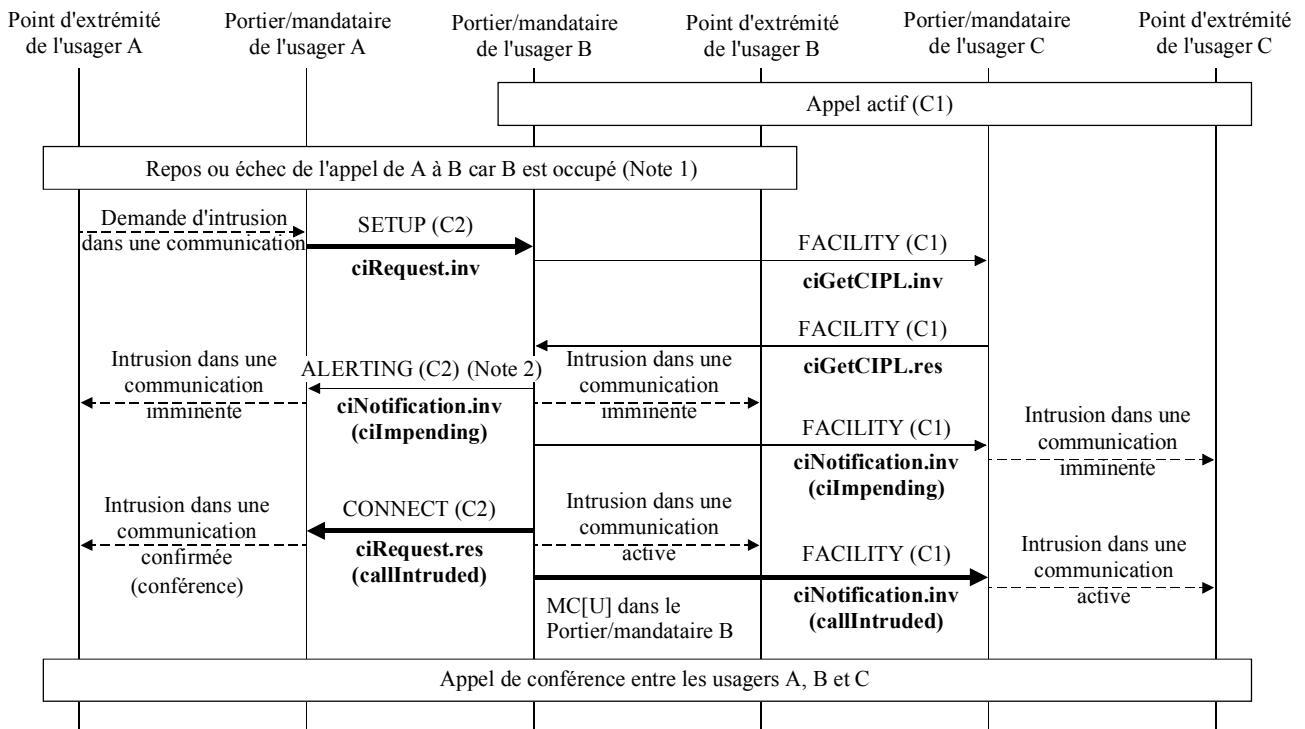 Point d'extrémité
de l'usager A
Portier/mandataire
de l'usager A
Portier/mandataire
de l'usager B
Point d'extrémité
de l'usager B
Portier/mandataire
de l'usager C
Point d'extrémité
de l'usager C
Appel actif (C1)
Repos ou échec de l'appel de A à B car B est occupé (Note 1)
Demande d'intrusion
dans une communication
SETUP (C2)
ciRequest.inv
FACILITY (C1)
ciGetCIPL.inv
FACILITY (C1)
ciGetCIPL.res
Intrusion dans une
communication
imminente
ALERTING (C2) (Note 2)
ciNotification.inv
(ciImpending)
Intrusion dans une
communication
imminente
FACILITY (C1)
ciNotification.inv
(ciImpending)
Intrusion dans une
communication
imminente
Intrusion dans une
communication
confirmée
(conférence)
CONNECT (C2)
ciRequest.res
(callIntruded)
Intrusion dans une
communication
active
FACILITY (C1)
ciNotification.inv
(callIntruded)
Intrusion dans une
communication
active
MC[U] dans le
Portier/mandataire B
Appel de conférence entre les usagers A, B et C